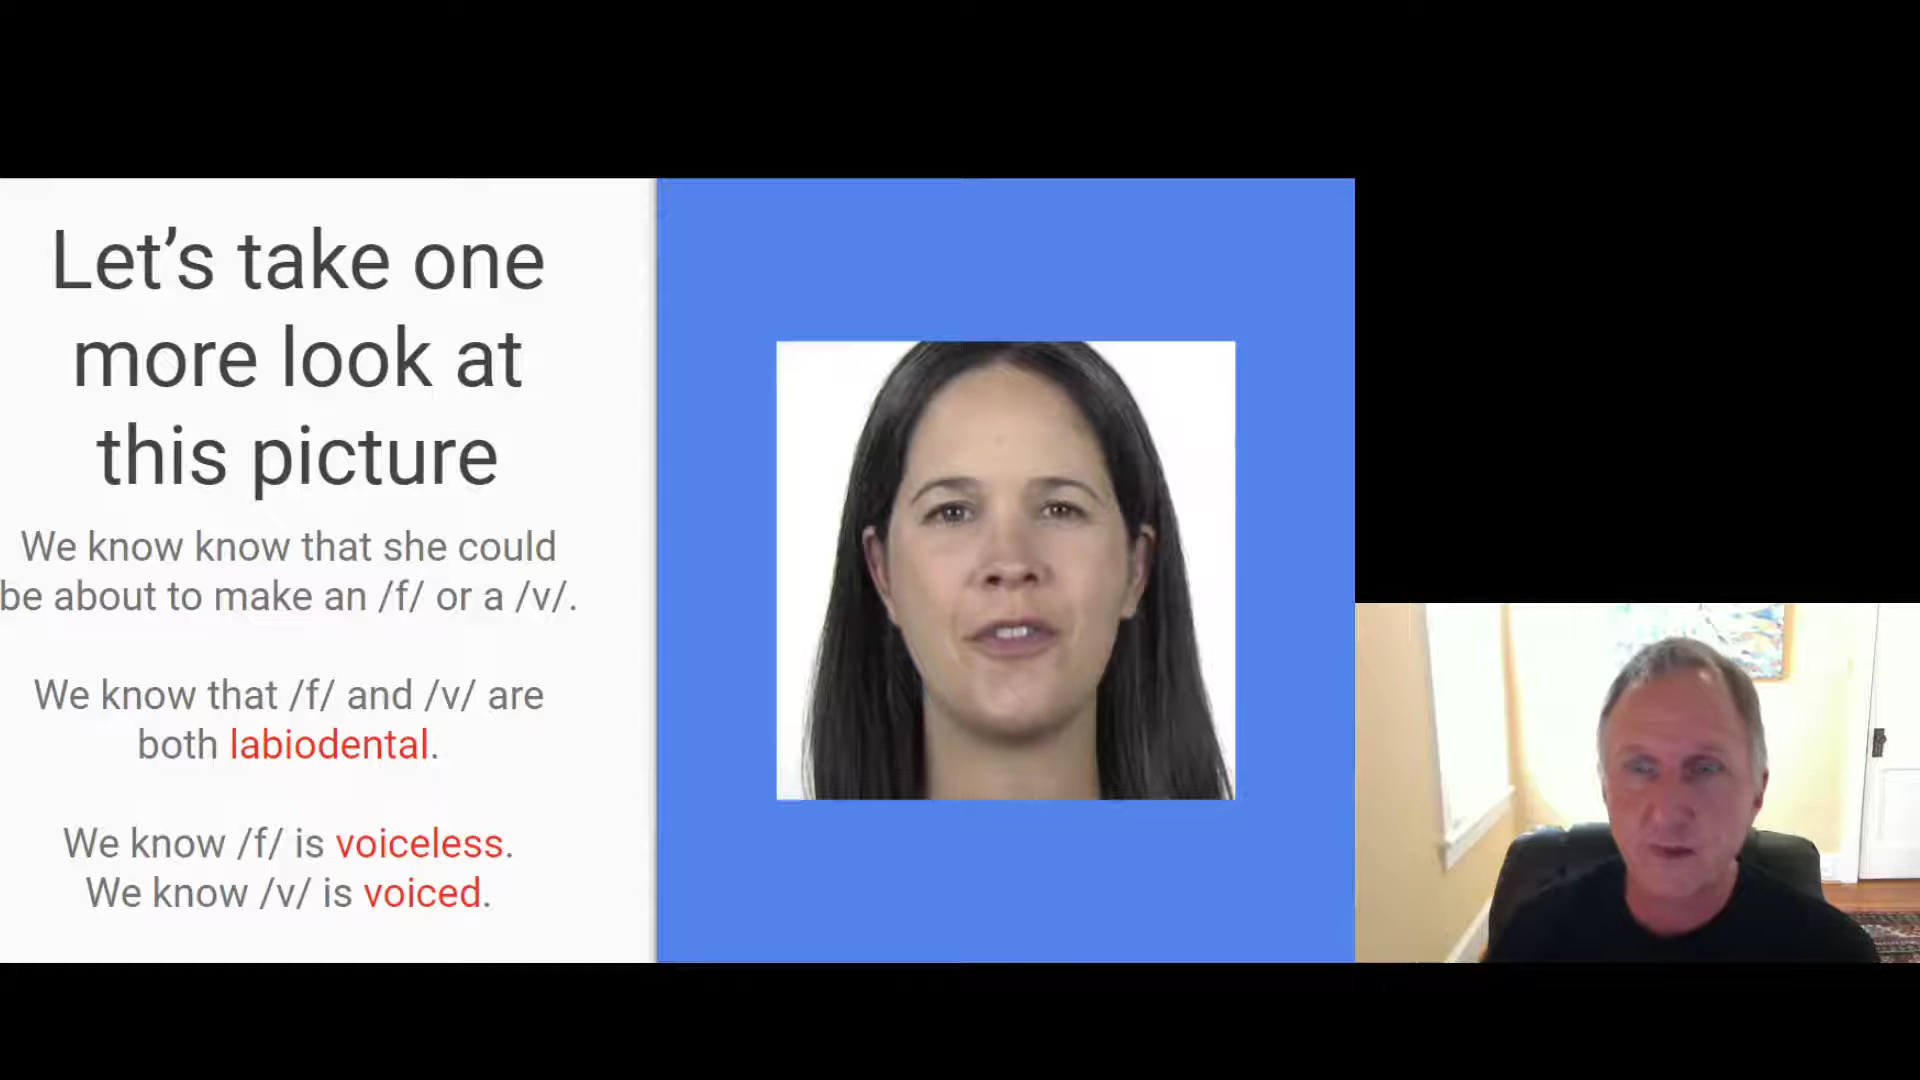 Let’s take one
more look at
this picture
We know know that she could
be about to make an /f/ or a /v/.
We know that /f/ and /v/ are
both labiodental.
We know /f/ is voiceless.
We know /v/ is voiced.